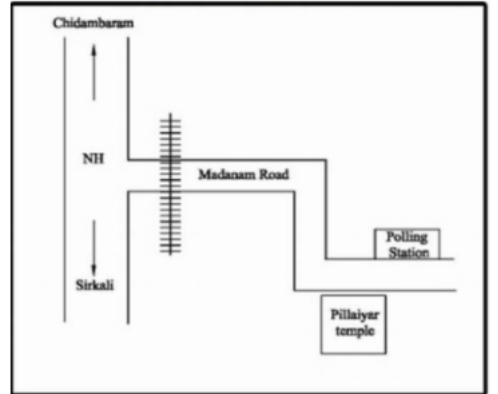 Chidambaram
NH
Madanam Road
Polling
Station
Sirkali
Pillaiyar
temple